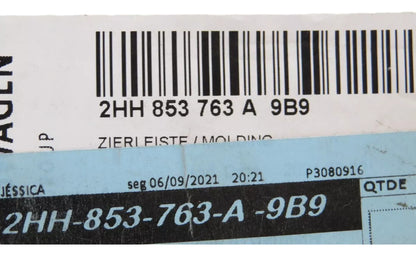 2HH 853 763 A 9B9
ZIERLEISTE / MOLDING
JÉSSICA seg 06/09/2021 20:21 P3080916
2HH-853-763-A -9B9
QTDE